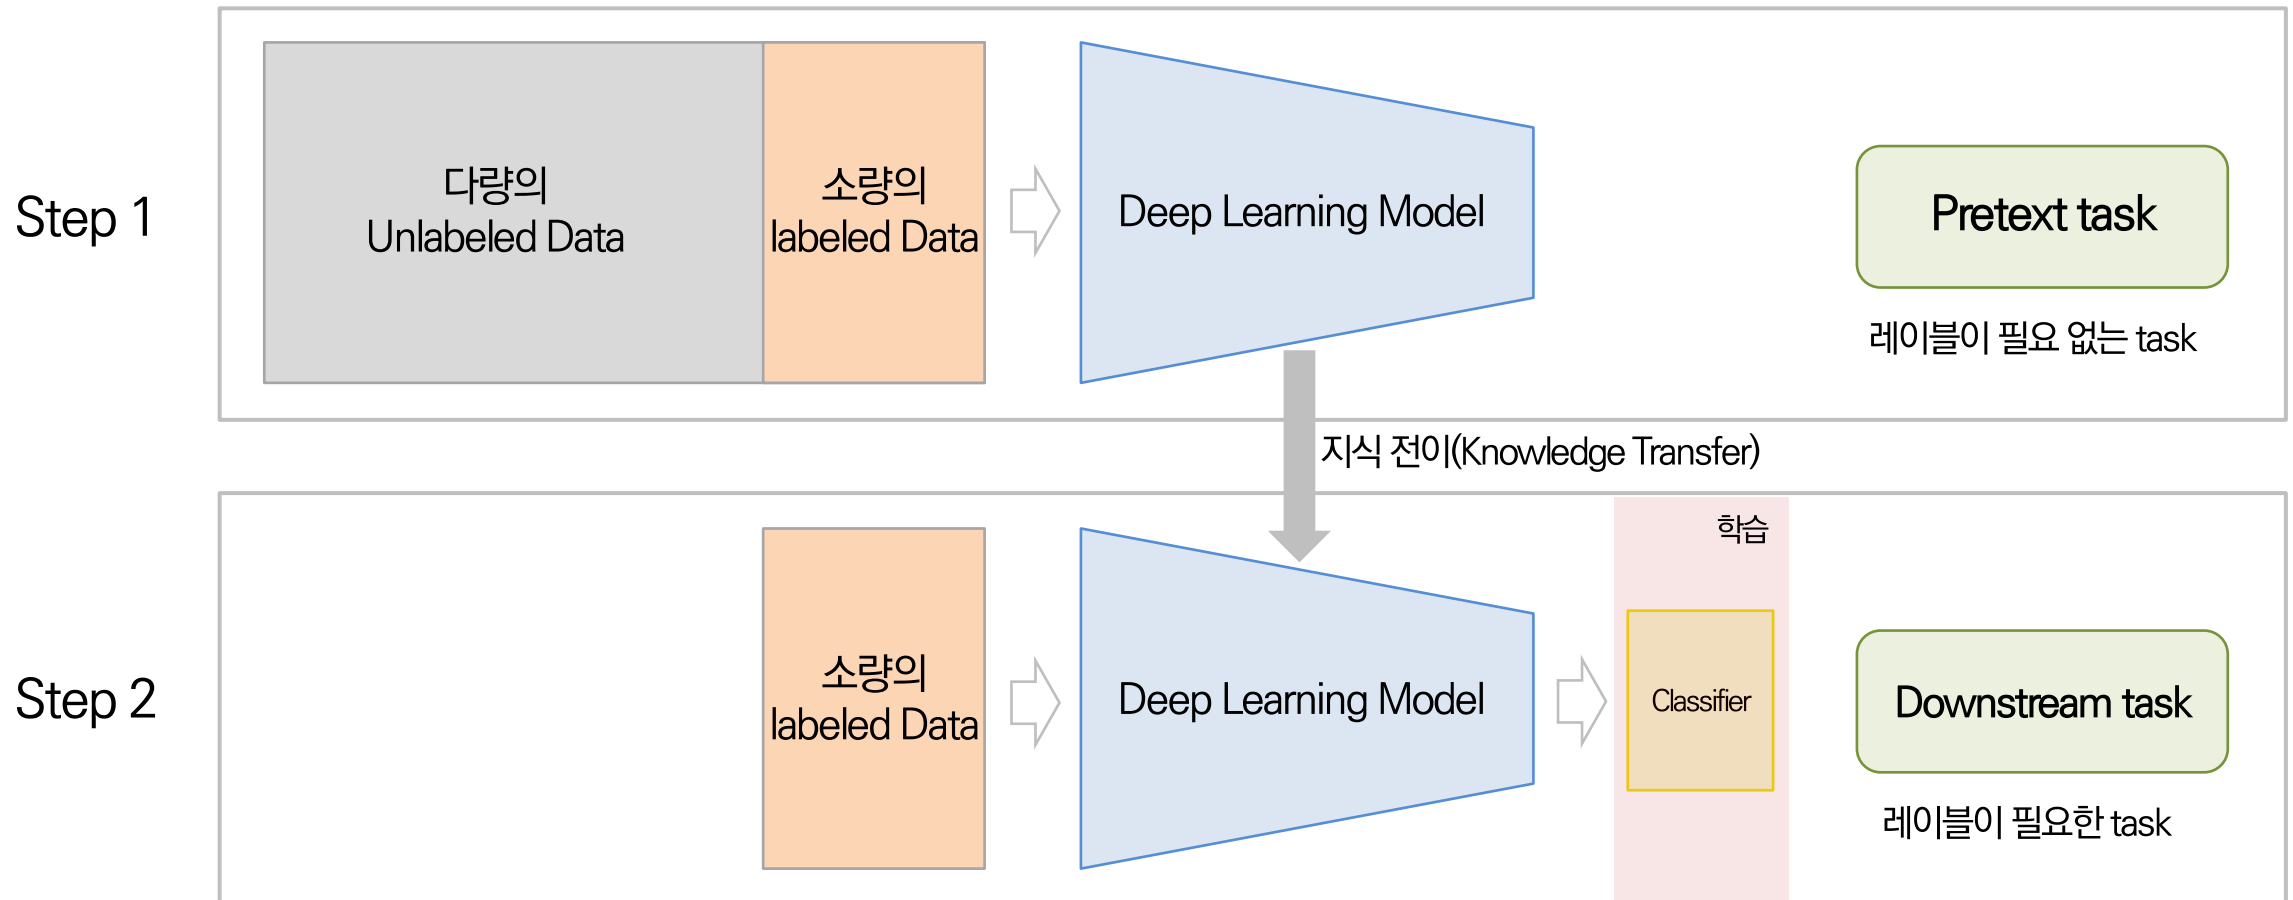 Step 1
다량의
Unlabeled Data
소량의
labeled Data
Deep Learning Model
Pretext task
레이블이 필요 없는 task
지식 전이(Knowledge Transfer)
Step 2
소량의
labeled Data
Deep Learning Model
학습
Classifier
Downstream task
레이블이 필요한 task